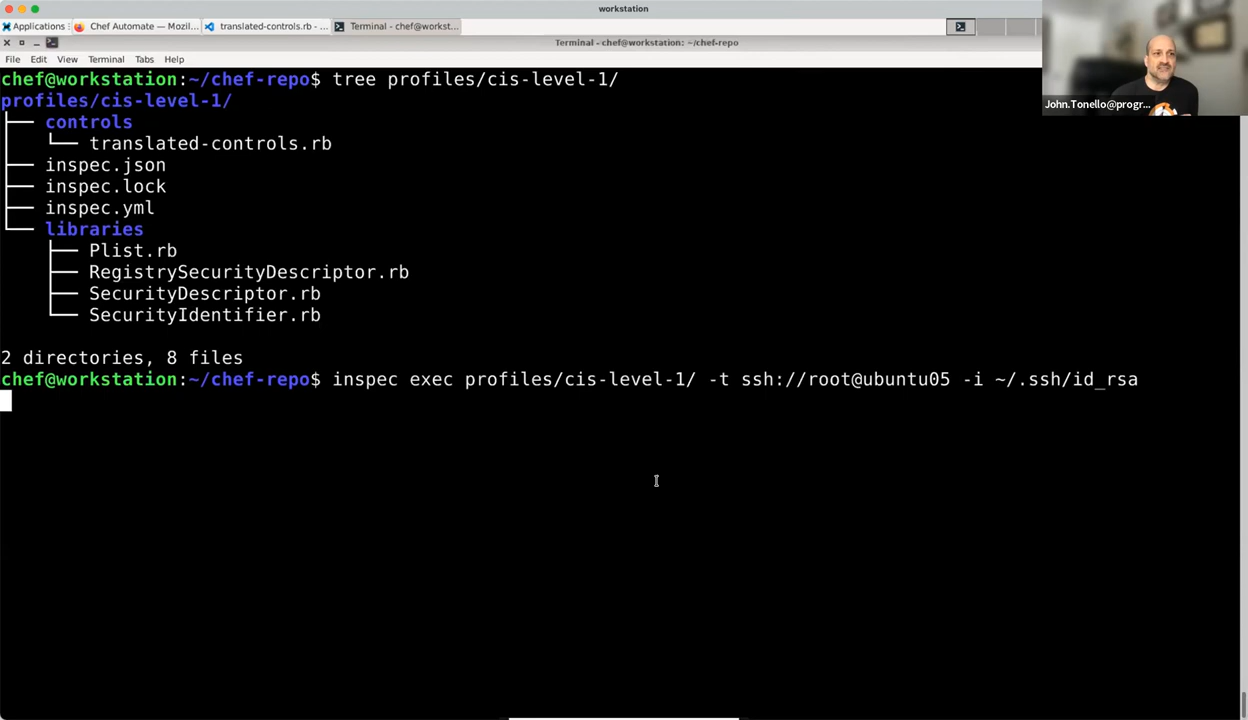 workstation
Applications
Chef Automate — Mozil...
translated-controls.rb - ...
Terminal - chef@workst...
Terminal - chef@workstation: ~/chef-repo
File Edit View Terminal Tabs Help
John.Tonello@progr...
chef@workstation:~/chef-repo$ tree profiles/cis-level-1/
profiles/cis-level-1/
├── controls
│   └── translated-controls.rb
├── inspec.json
├── inspec.lock
├── inspec.yml
└── libraries
    ├── Plist.rb
    ├── RegistrySecurityDescriptor.rb
    ├── SecurityDescriptor.rb
    └── SecurityIdentifier.rb
2 directories, 8 files
chef@workstation:~/chef-repo$ inspec exec profiles/cis-level-1/ -t ssh://root@ubuntu05 -i ~/.ssh/id_rsa